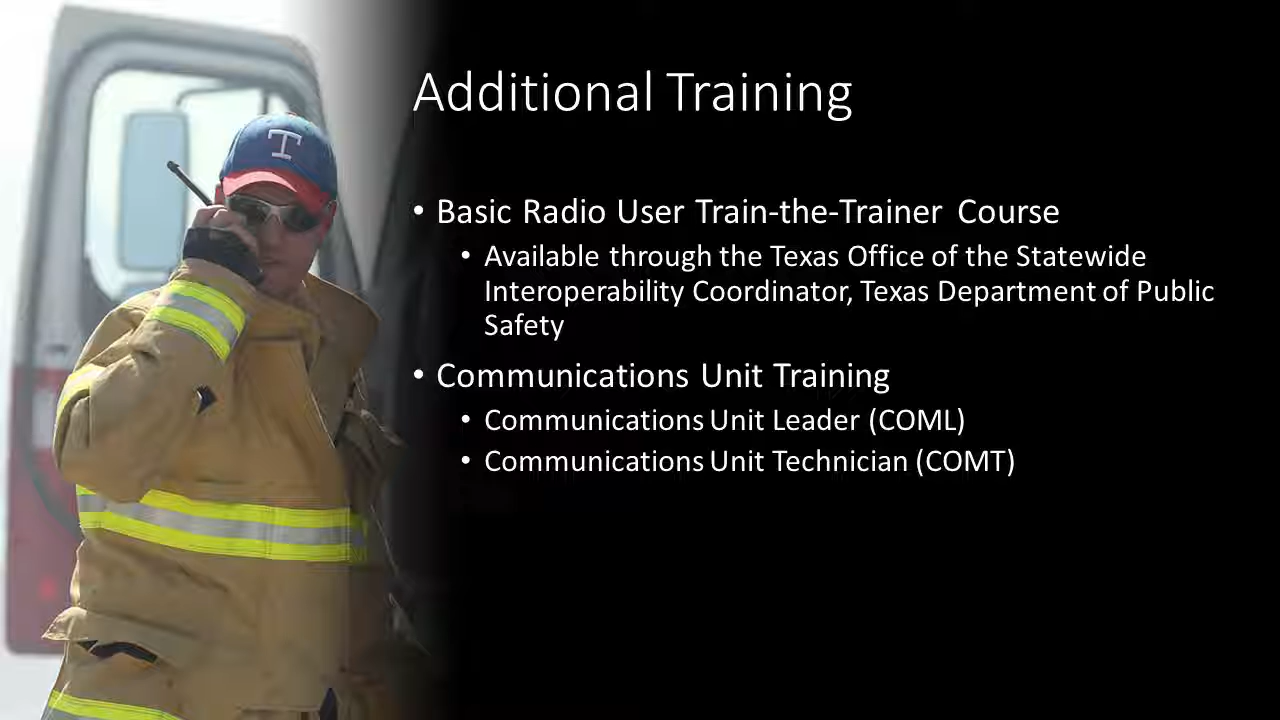 T
Additional Training
• Basic Radio User Train-the-Trainer Course
• Available through the Texas Office of the Statewide
Interoperability Coordinator, Texas Department of Public
Safety
• Communications Unit Training
• Communications Unit Leader (COML)
• Communications Unit Technician (COMT)